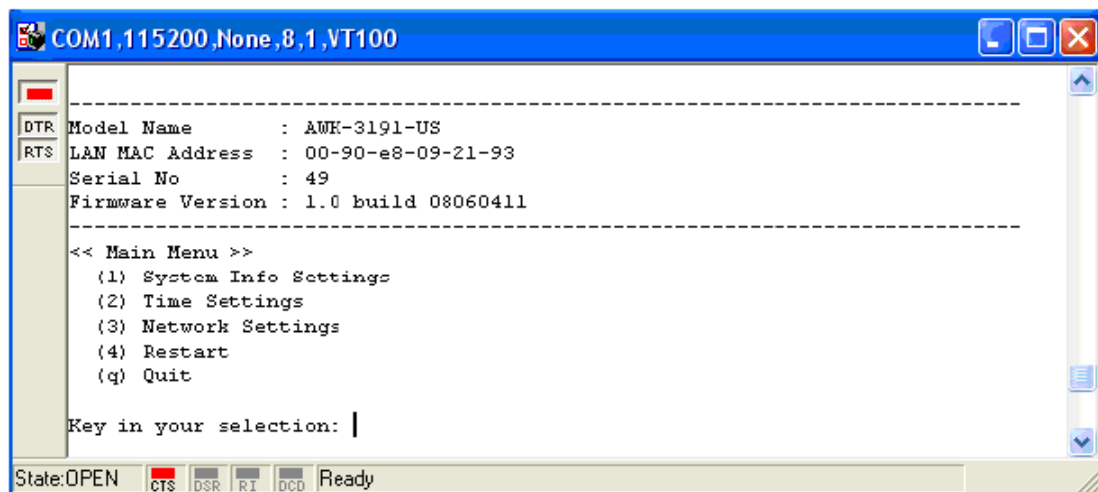 COM1,115200,None,8,1,VT100
--------------------------------------------------------------------------------
DTR
RTS
Model Name : AWK-3191-US
LAN MAC Address : 00-90-e8-09-21-93
Serial No : 49
Firmware Version : 1.0 build 08060411
--------------------------------------------------------------------------------
<< Main Menu >>
(1) System Info Settings
(2) Time Settings
(3) Network Settings
(4) Restart
(q) Quit
Key in your selection:
State:OPEN CTS DSR RI DCD Ready